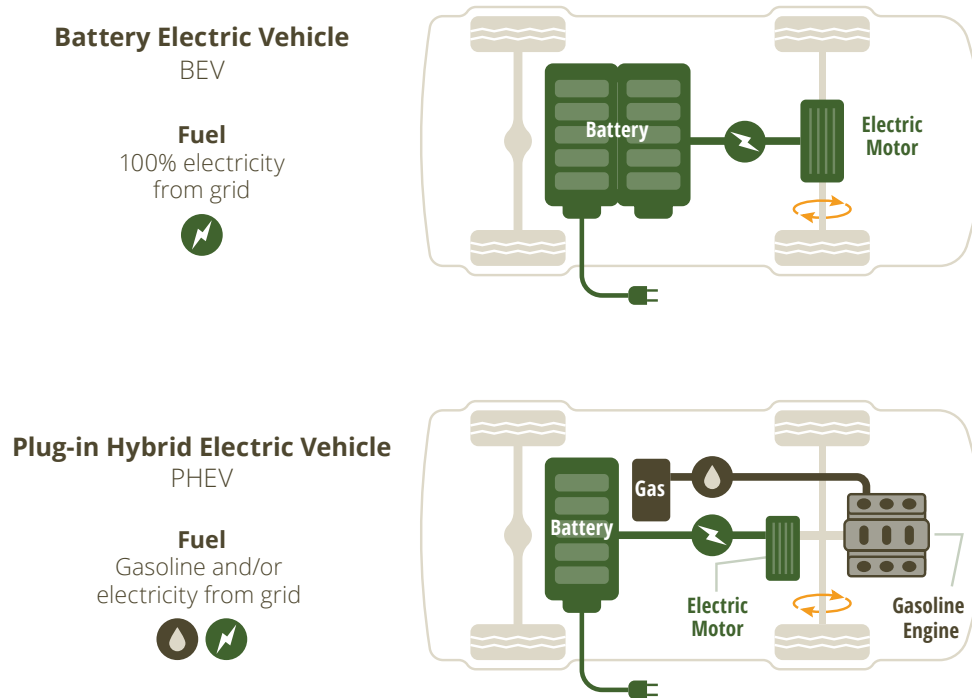 Battery Electric Vehicle
BEV
Fuel
100% electricity
from grid
Battery
Electric
Motor
Plug-in Hybrid Electric Vehicle
PHEV
Fuel
Gasoline and/or
electricity from grid
Gas
Battery
Electric
Motor
Gasoline
Engine